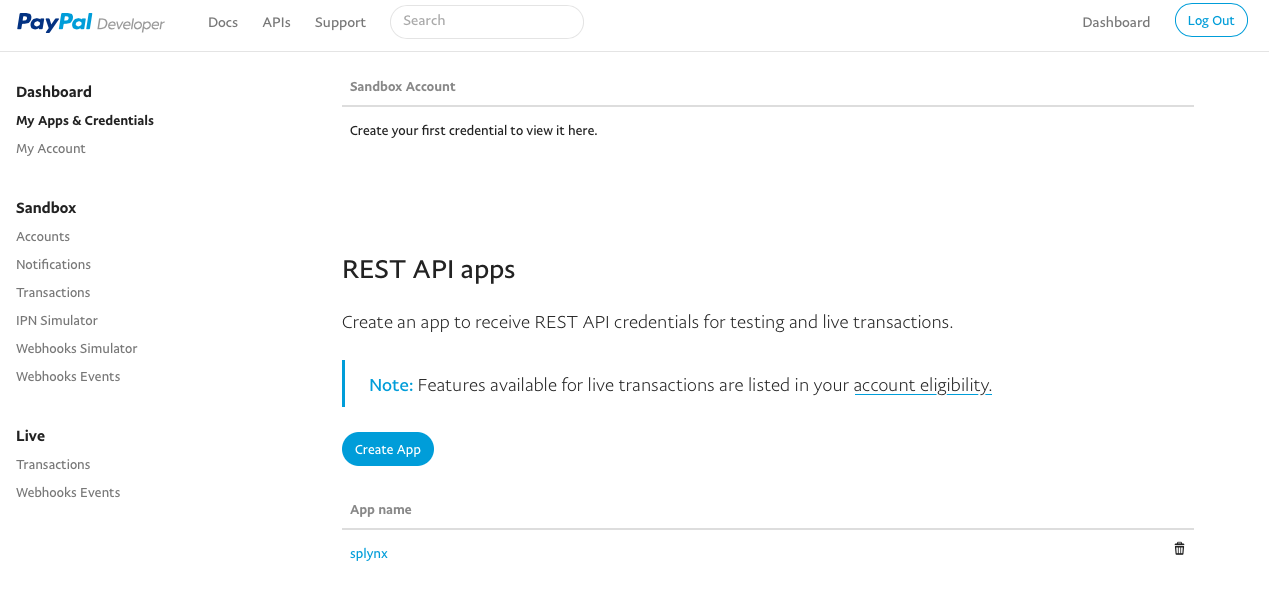 PayPal Developer
Docs
APIs
Support
Search
Dashboard
Log Out
Dashboard
My Apps & Credentials
My Account
Sandbox
Accounts
Notifications
Transactions
IPN Simulator
Webhooks Simulator
Webhooks Events
Live
Transactions
Webhooks Events
Sandbox Account
Create your first credential to view it here.
REST API apps
Create an app to receive REST API credentials for testing and live transactions.
Note: Features available for live transactions are listed in your account eligibility.
Create App
App name
splynx